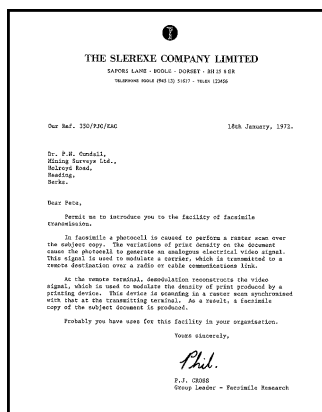 THE SLEREXE COMPANY LIMITED
SAPORS LANE - BOOLE - DORSET - BH 25 8 ER
TELEPHONE BOOLE (945 13) 51617 - TELEX 123456
Our Ref. 350/PJC/EAC
18th January, 1972.
Dr. P.N. Cundall,
Mining Surveys Ltd.,
Holroyd Road,
Reading,
Berks.
Dear Pete,
Permit me to introduce you to the facility of facsimile
transmission.
In facsimile a photocell is caused to perform a raster scan over
the subject copy. The variations of print density on the document
cause the photocell to generate an analogous electrical video signal.
This signal is used to modulate a carrier, which is transmitted to a
remote destination over a radio or cable communications link.
At the remote terminal, demodulation reconstructs the video
signal, which is used to modulate the density of print produced by a
printing device. This device is scanning in a raster scan synchronised
with that at the transmitting terminal. As a result, a facsimile
copy of the subject document is produced.
Probably you have uses for this facility in your organisation.
Yours sincerely,
Phil.
P.J. CROSS
Group Leader - Facsimile Research